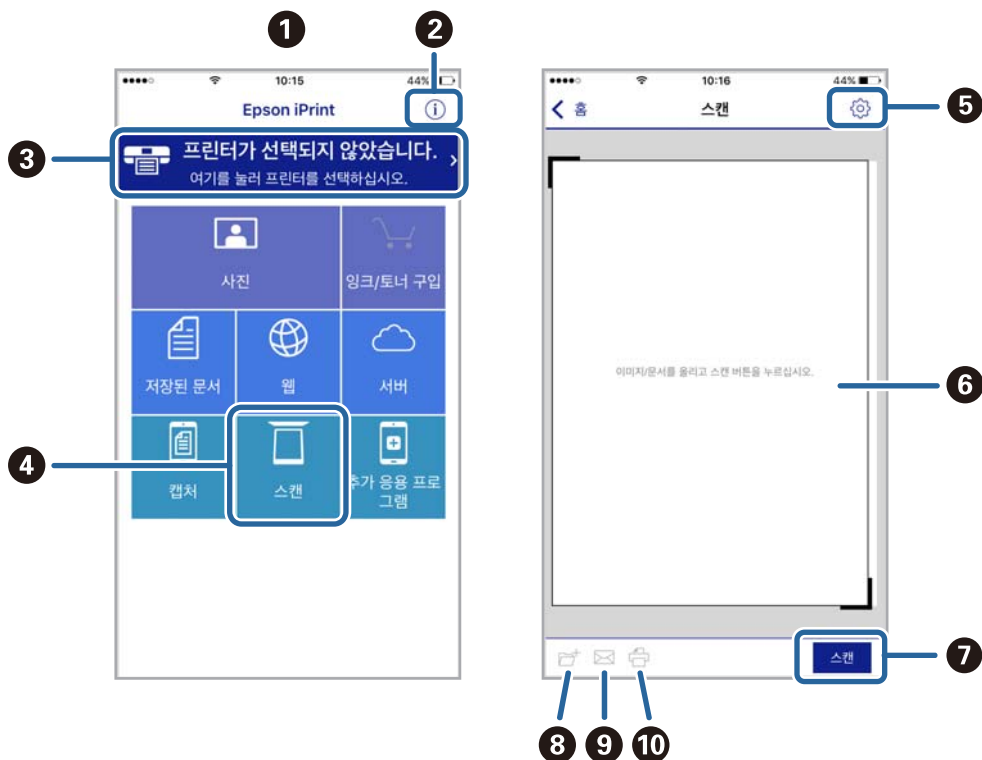 1
2
10:15
44%
Epson iPrint
3
프린터가 선택되지 않았습니다.
여기를 눌러 프린터를 선택하십시오.
사진
잉크/토너 구입
저장된 문서
웹
서버
4
캡처
스캔
추가 응용 프로
그램
10:16
44%
홈
스캔
5
이미지/문서를 올리고 스캔 버튼을 누르십시오.
6
스캔
7
8
9
10